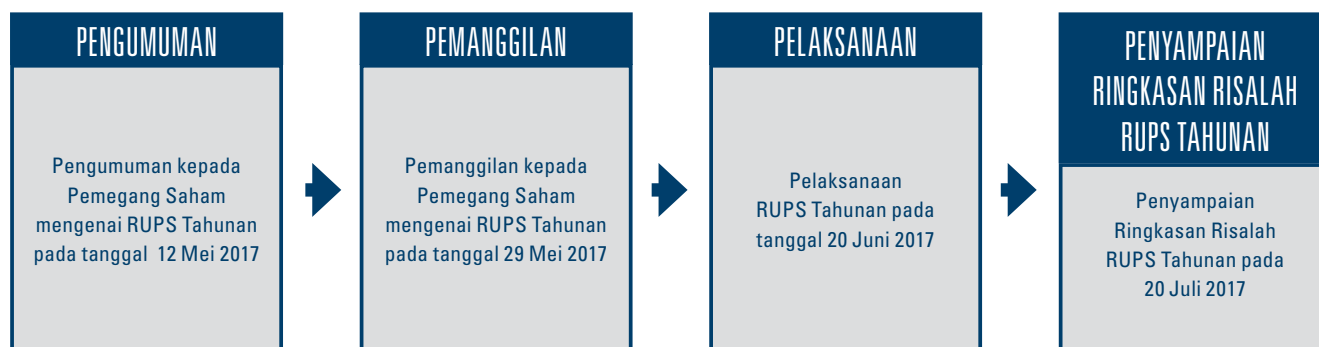 PENGUMUMAN
Pengumuman kepada
Pemegang Saham
mengenai RUPS Tahunan
pada tanggal 12 Mei 2017
PEMANGGILAN
Pemanggilan kepada
Pemegang Saham
mengenai RUPS Tahunan
pada tanggal 29 Mei 2017
PELAKSANAAN
Pelaksanaan
RUPS Tahunan pada
tanggal 20 Juni 2017
PENYAMPAIAN
RINGKASAN RISALAH
RUPS TAHUNAN
Penyampaian
Ringkasan Risalah
RUPS Tahunan pada
20 Juli 2017